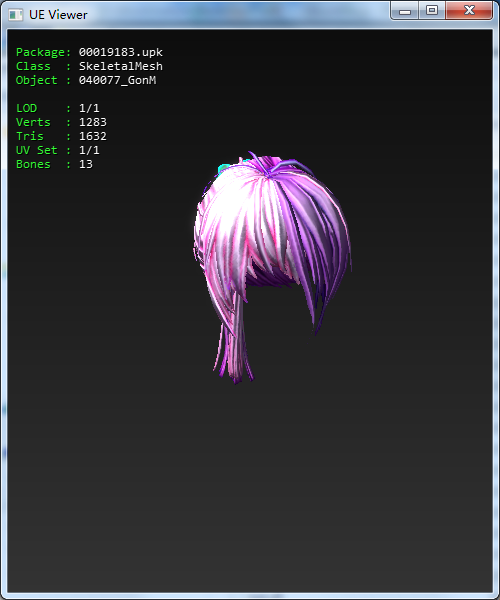 UE Viewer
Package: 00019183.upk
Class  : SkeletalMesh
Object : 040077_GonM
LOD    : 1/1
Verts  : 1283
Tris   : 1632
UV Set : 1/1
Bones  : 13